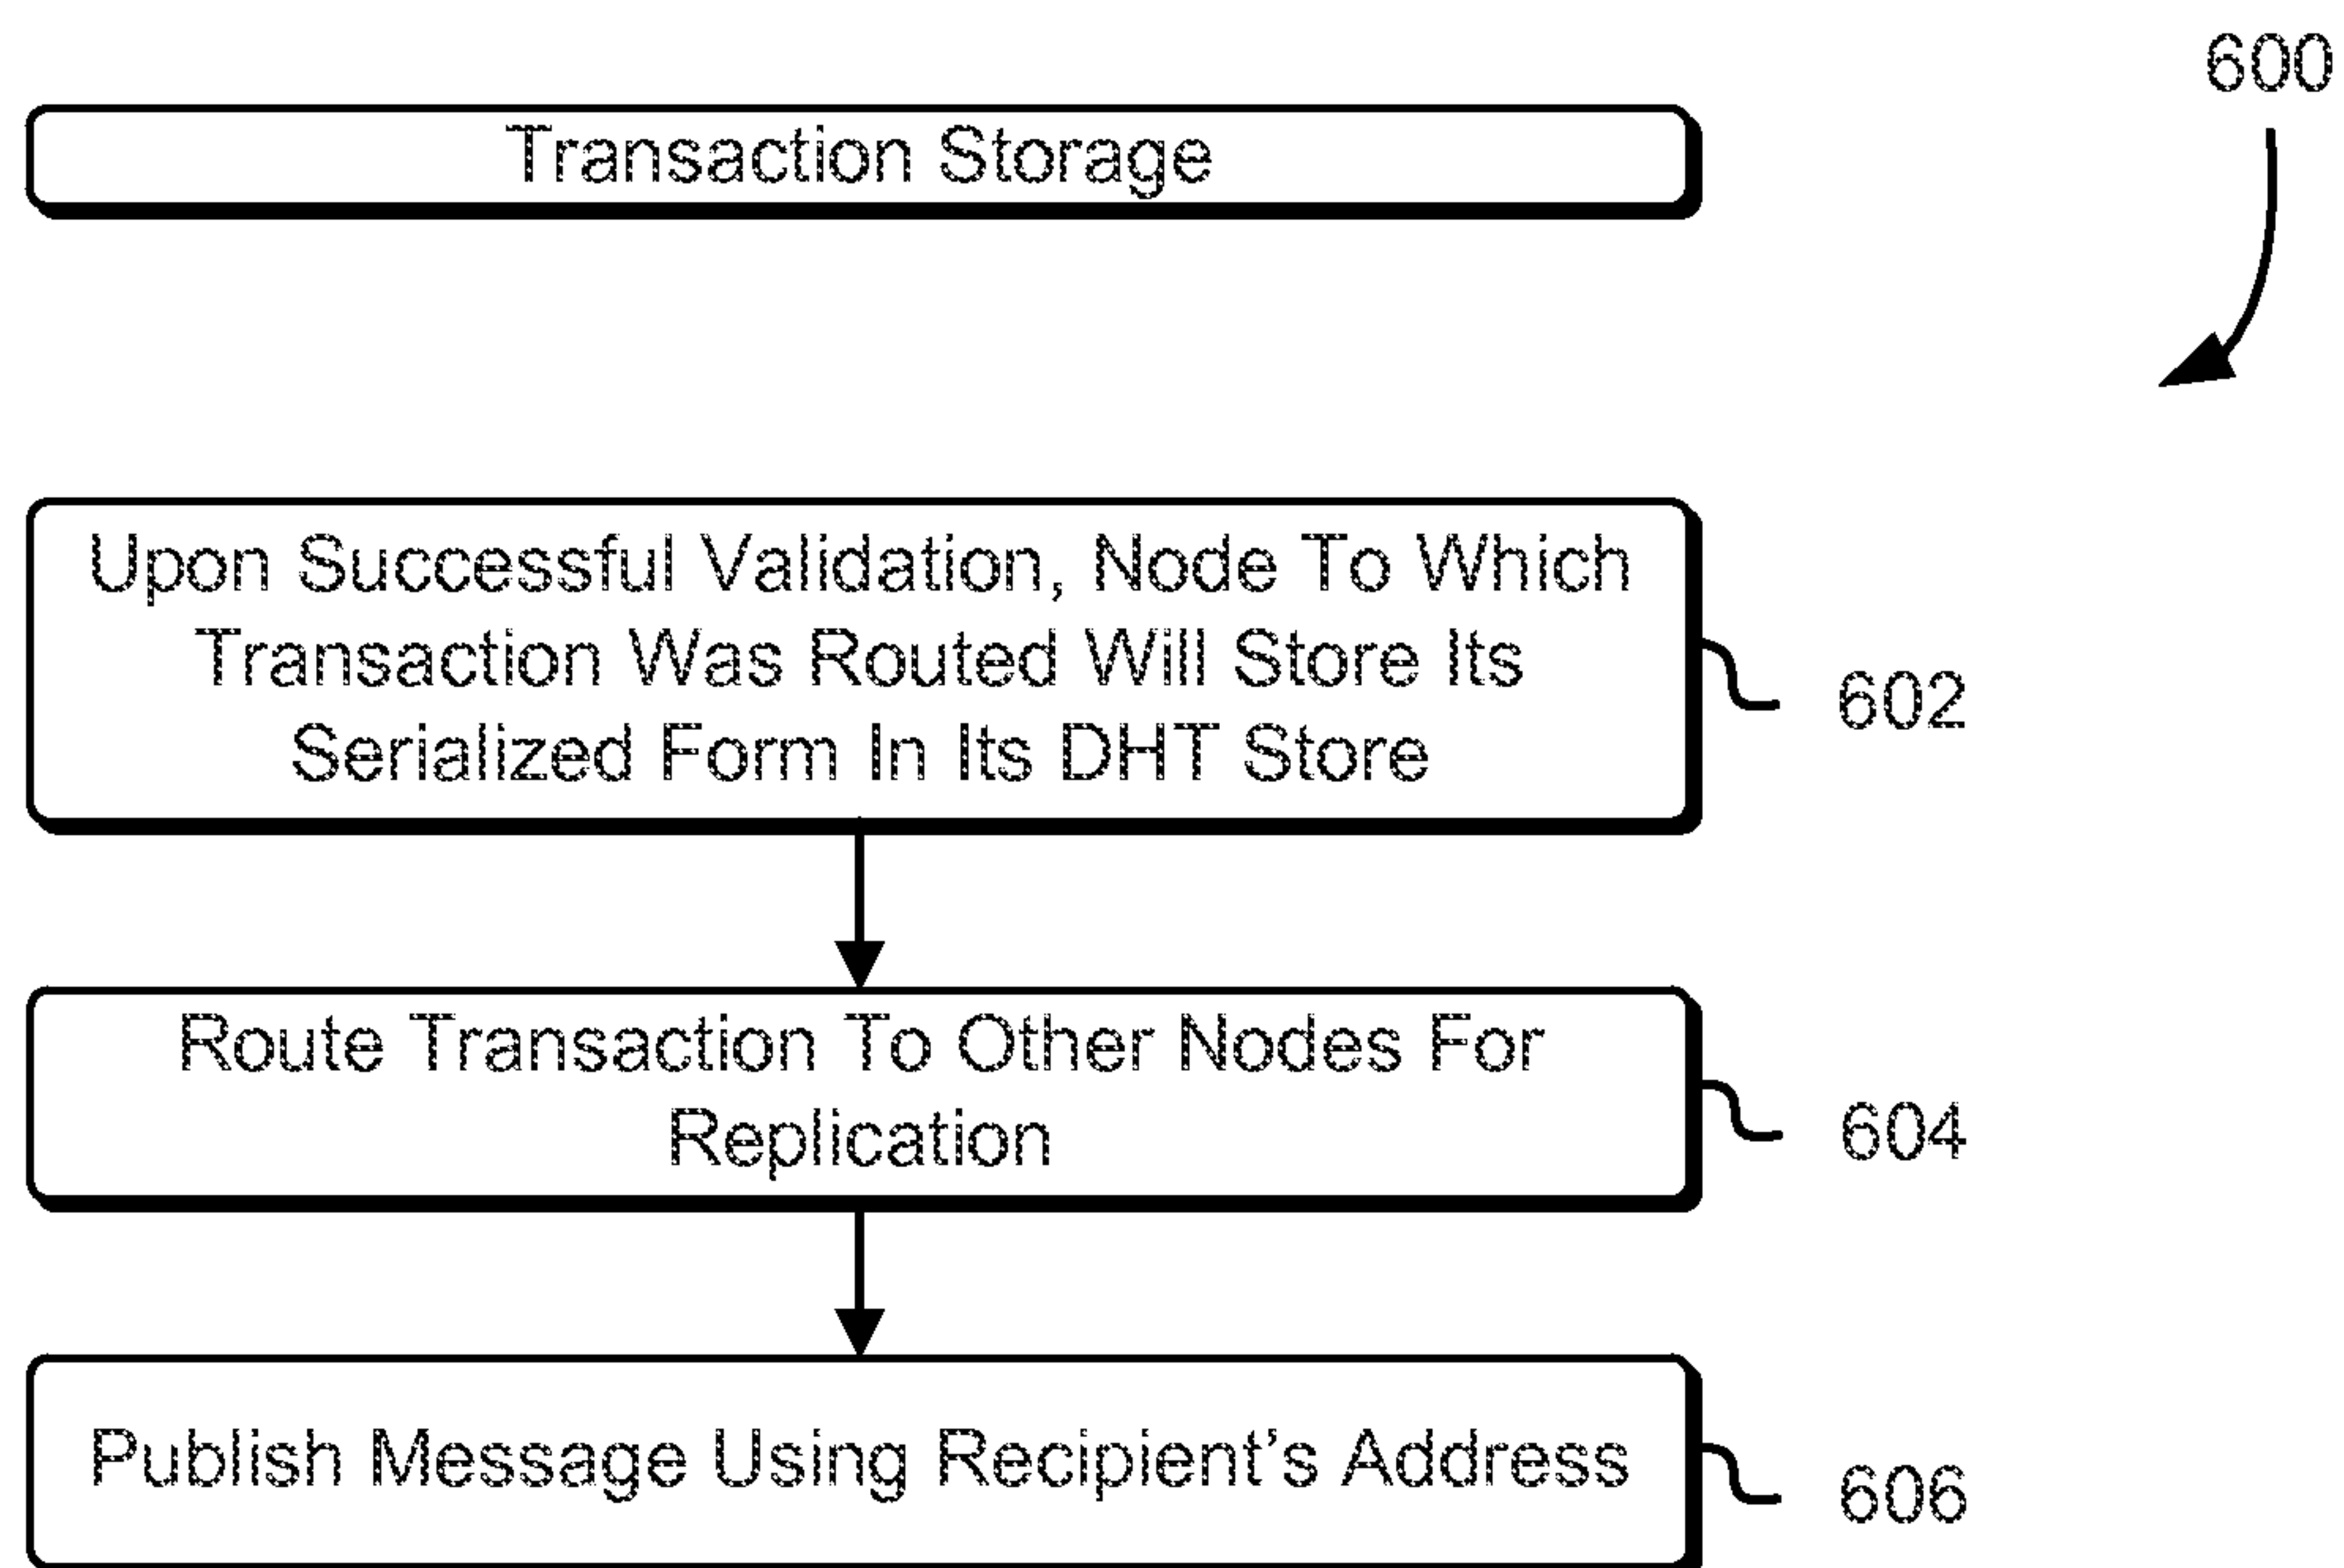 600
Transaction Storage
Upon Successful Validation, Node To Which
Transaction Was Routed Will Store Its
Serialized Form In Its DHT Store
602
Route Transaction To Other Nodes For
Replication
604
Publish Message Using Recipient's Address
606